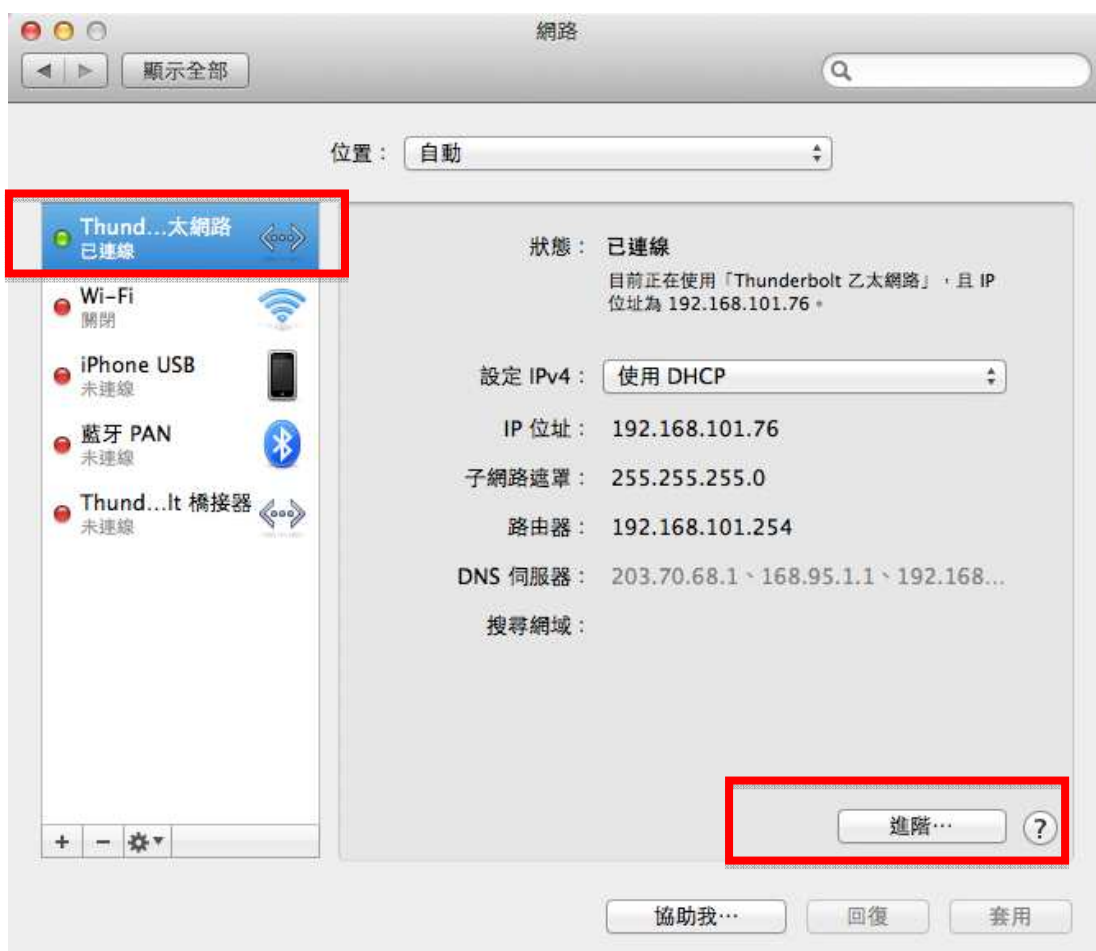 網路
顯示全部
位置： 自動
Thund...太網路
已連線
Wi-Fi
關閉
iPhone USB
未連線
藍牙 PAN
未連線
Thund...lt 橋接器
未連線
狀態： 已連線
目前正在使用「Thunderbolt 乙太網路」，且 IP
位址為 192.168.101.76。
設定 IPv4： 使用 DHCP
IP 位址： 192.168.101.76
子網路遮罩： 255.255.255.0
路由器： 192.168.101.254
DNS 伺服器： 203.70.68.1、168.95.1.1、192.168...
搜尋網域：
進階… ?
+ −
協助我… 回復 套用